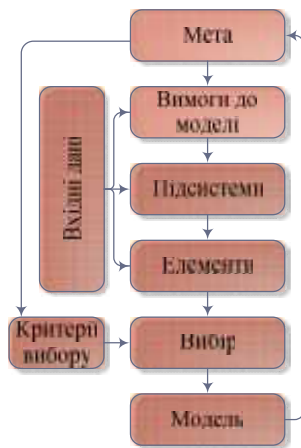 Мета
Вимоги до
моделі
Вхідні дані
Підсистеми
Елементи
Критерії
вибору
Вибір
Модель